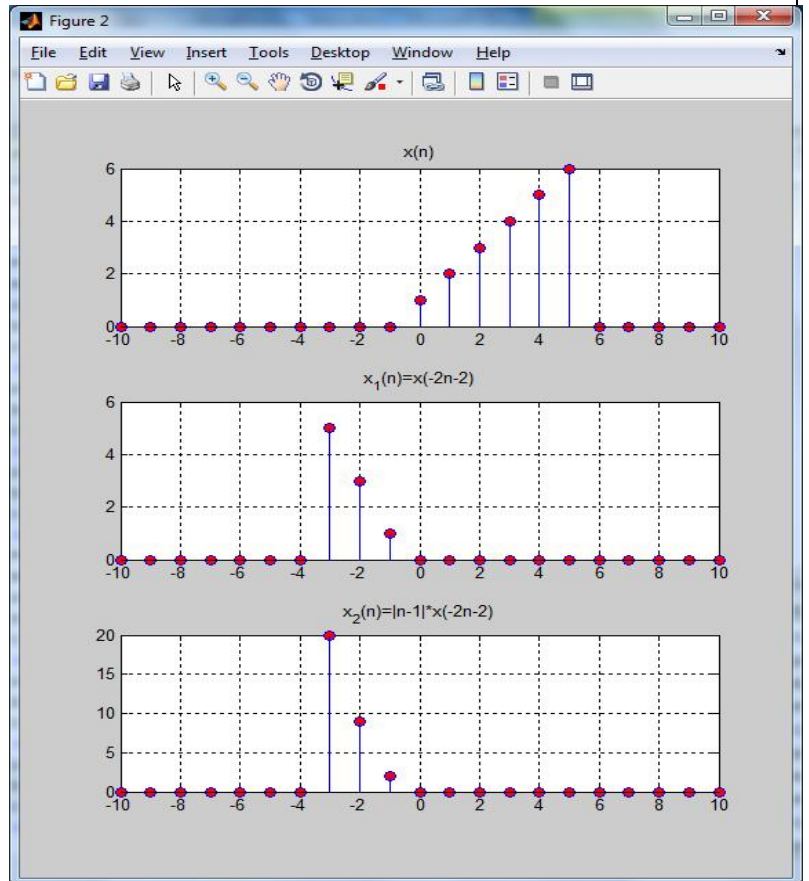 Figure 2
File Edit View Insert Tools Desktop Window Help
x(n)
6
4
2
0
-10 -8 -6 -4 -2 0 2 4 6 8 10
x1(n)=x(-2n-2)
6
4
2
0
-10 -8 -6 -4 -2 0 2 4 6 8 10
x2(n)=|n-1|*x(-2n-2)
20
15
10
5
0
-10 -8 -6 -4 -2 0 2 4 6 8 10